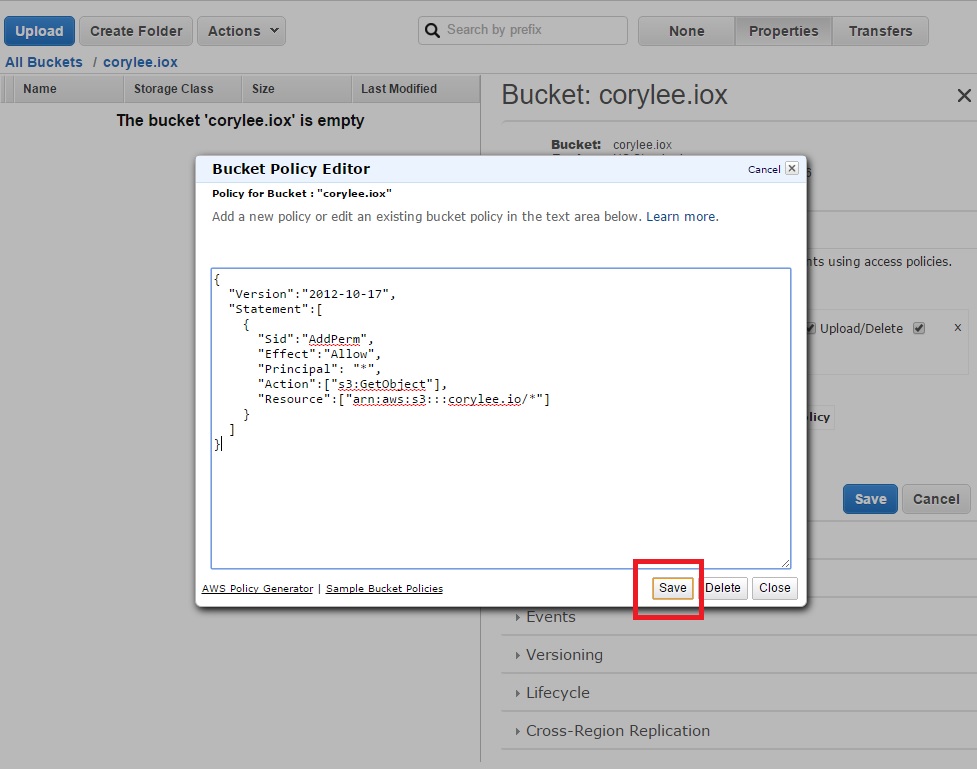 Upload Create Folder Actions Search by prefix None Properties Transfers
All Buckets / corylee.iox
Name Storage Class Size Last Modified
The bucket 'corylee.iox' is empty
Bucket: corylee.iox
Bucket: corylee.iox
Bucket Policy Editor Cancel
Policy for Bucket : "corylee.iox"
Add a new policy or edit an existing bucket policy in the text area below. Learn more.
{
"Version":"2012-10-17",
"Statement":[
{
"Sid":"AddPerm",
"Effect":"Allow",
"Principal": "*",
"Action":["s3:GetObject"],
"Resource":["arn:aws:s3:::corylee.io/*"]
}
]
}
AWS Policy Generator | Sample Bucket Policies Save Delete Close
using access policies.
Upload/Delete x
Save Cancel
Events
Versioning
Lifecycle
Cross-Region Replication